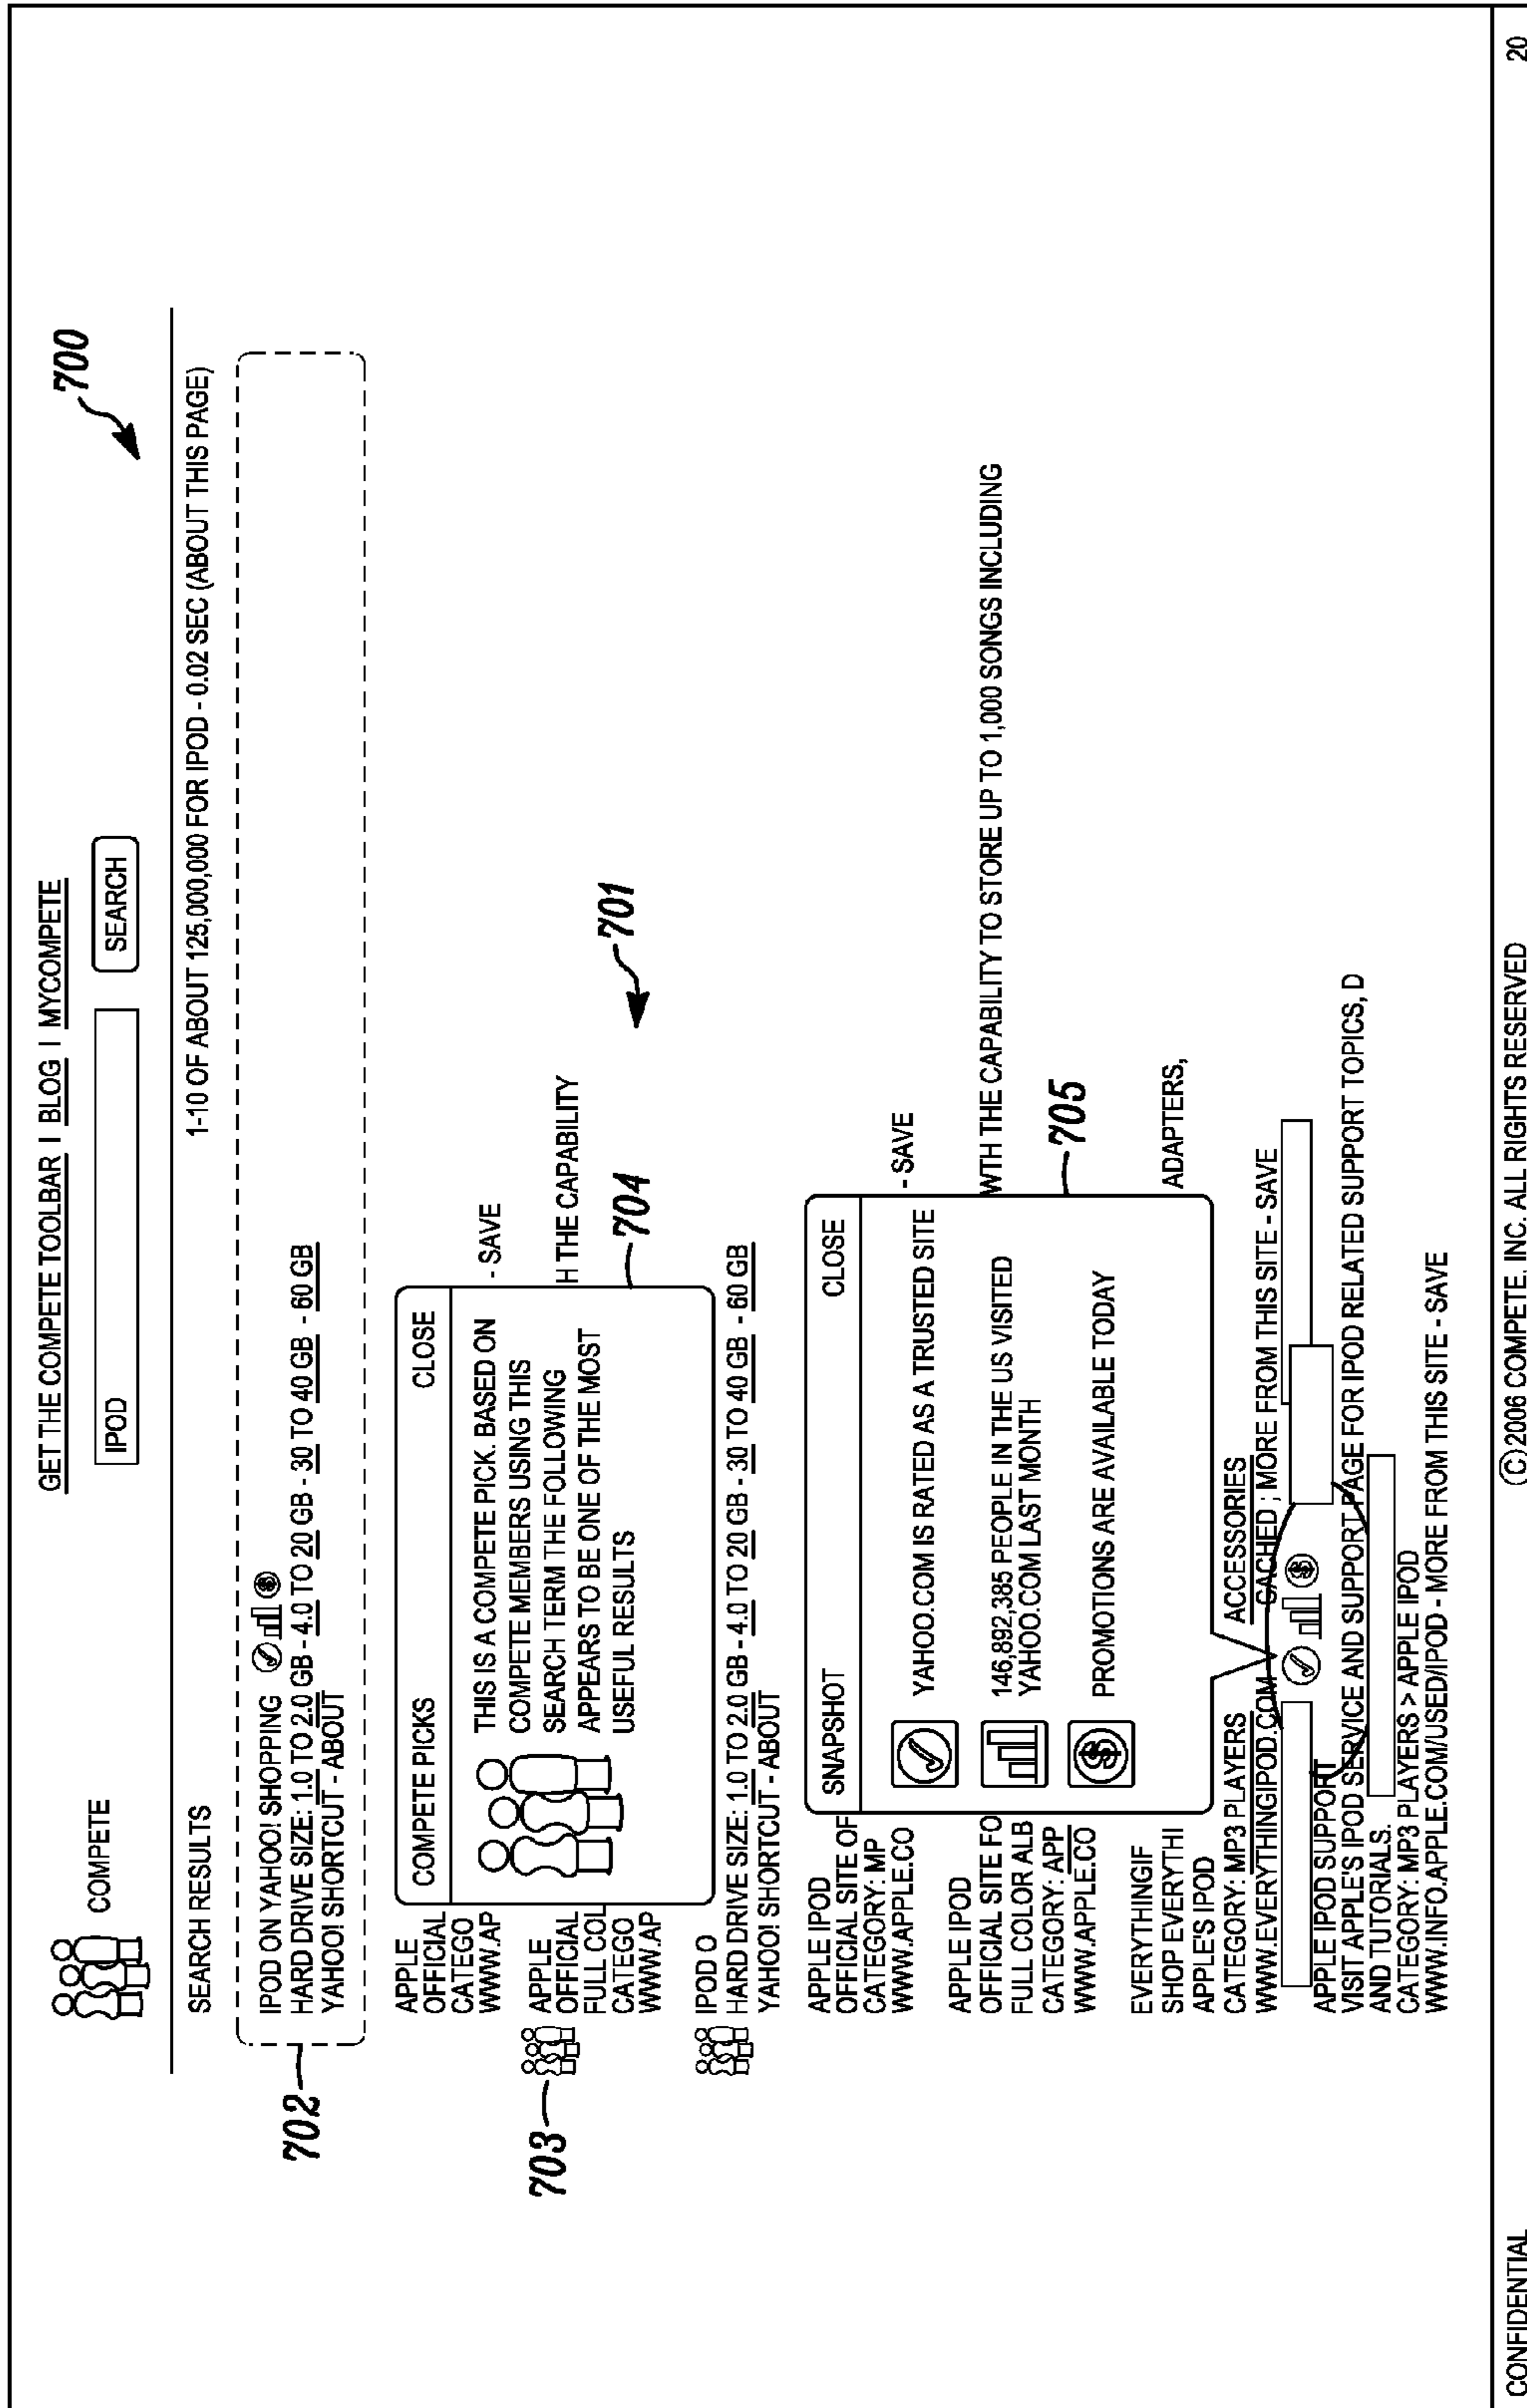 GET THE COMPETE TOOLBAR | BLOG | MYCOMPETE
COMPETE
IPOD
SEARCH
700
SEARCH RESULTS
1-10 OF ABOUT 125,000,000 FOR IPOD - 0.02 SEC (ABOUT THIS PAGE)
702
IPOD ON YAHOO! SHOPPING
HARD DRIVE SIZE: 1.0 TO 2.0 GB - 4.0 TO 20 GB - 30 TO 40 GB - 60 GB
YAHOO! SHORTCUT - ABOUT
APPLE
OFFICIAL
CATEGO
WWW.AP
- SAVE
703
APPLE
OFFICIAL
FULL COL
CATEGO
WWW.AP
H THE CAPABILITY
COMPETE PICKS
CLOSE
THIS IS A COMPETE PICK. BASED ON
COMPETE MEMBERS USING THIS
SEARCH TERM THE FOLLOWING
APPEARS TO BE ONE OF THE MOST
USEFUL RESULTS
704
701
IPOD O
HARD DRIVE SIZE: 1.0 TO 2.0 GB - 4.0 TO 20 GB - 30 TO 40 GB - 60 GB
YAHOO! SHORTCUT - ABOUT
APPLE IPOD
OFFICIAL SITE OF
CATEGORY: MP
WWW.APPLE.CO
- SAVE
APPLE IPOD
OFFICIAL SITE FO
FULL COLOR ALB
CATEGORY: APP
WWW.APPLE.CO
WTH THE CAPABILITY TO STORE UP TO 1,000 SONGS INCLUDING
SNAPSHOT
CLOSE
YAHOO.COM IS RATED AS A TRUSTED SITE
146,892,385 PEOPLE IN THE US VISITED
YAHOO.COM LAST MONTH
PROMOTIONS ARE AVAILABLE TODAY
705
EVERYTHINGIF
SHOP EVERYTHI
APPLE'S IPOD
ADAPTERS,
CATEGORY: MP3 PLAYERS ACCESSORIES
WWW.EVERYTHINGIPOD.COM CACHED ; MORE FROM THIS SITE - SAVE
APPLE IPOD SUPPORT
VISIT APPLE'S IPOD SERVICE AND SUPPORT PAGE FOR IPOD RELATED SUPPORT TOPICS, D
AND TUTORIALS.
CATEGORY: MP3 PLAYERS > APPLE IPOD
WWW.INFO.APPLE.COM/USED/IPOD - MORE FROM THIS SITE - SAVE
CONFIDENTIAL
(C) 2006 COMPETE, INC. ALL RIGHTS RESERVED
20